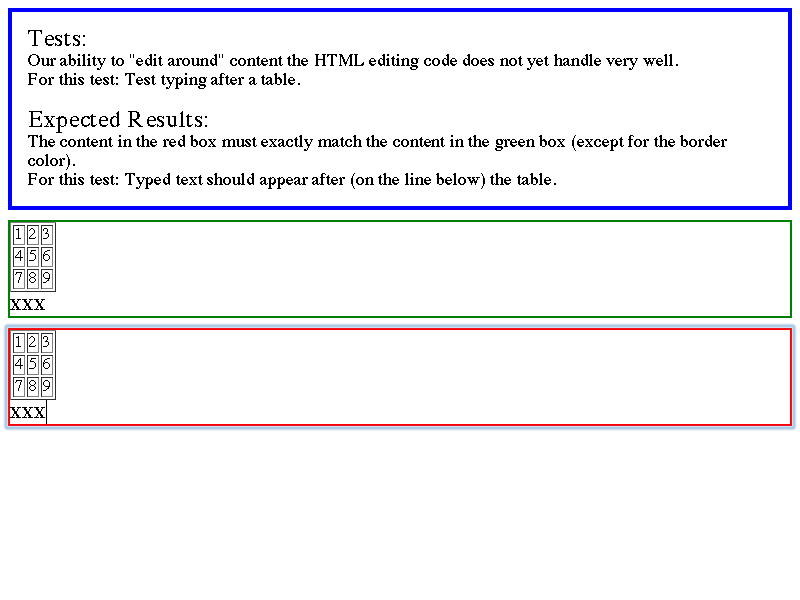 Tests:
Our ability to "edit around" content the HTML editing code does not yet handle very well.
For this test: Test typing after a table.
Expected Results:
The content in the red box must exactly match the content in the green box (except for the border
color).
For this test: Typed text should appear after (on the line below) the table.
1 2 3
4 5 6
7 8 9
xxx
1 2 3
4 5 6
7 8 9
xxx